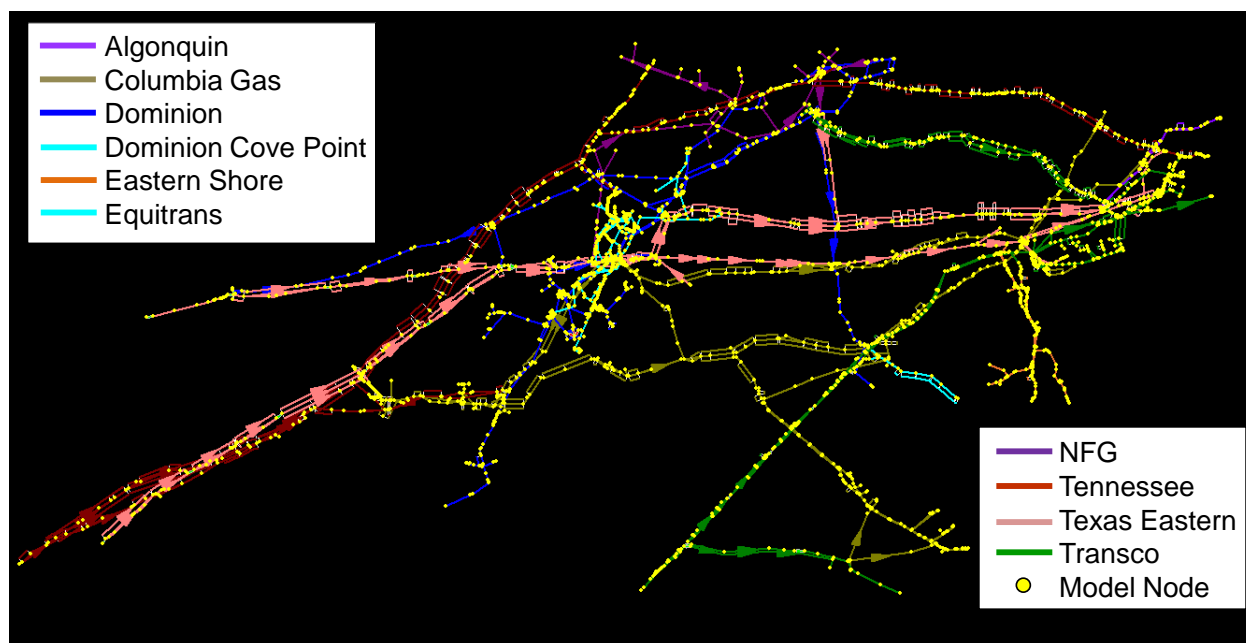 Algonquin
Columbia Gas
Dominion
Dominion Cove Point
Eastern Shore
Equitrans
NFG
Tennessee
Texas Eastern
Transco
Model Node